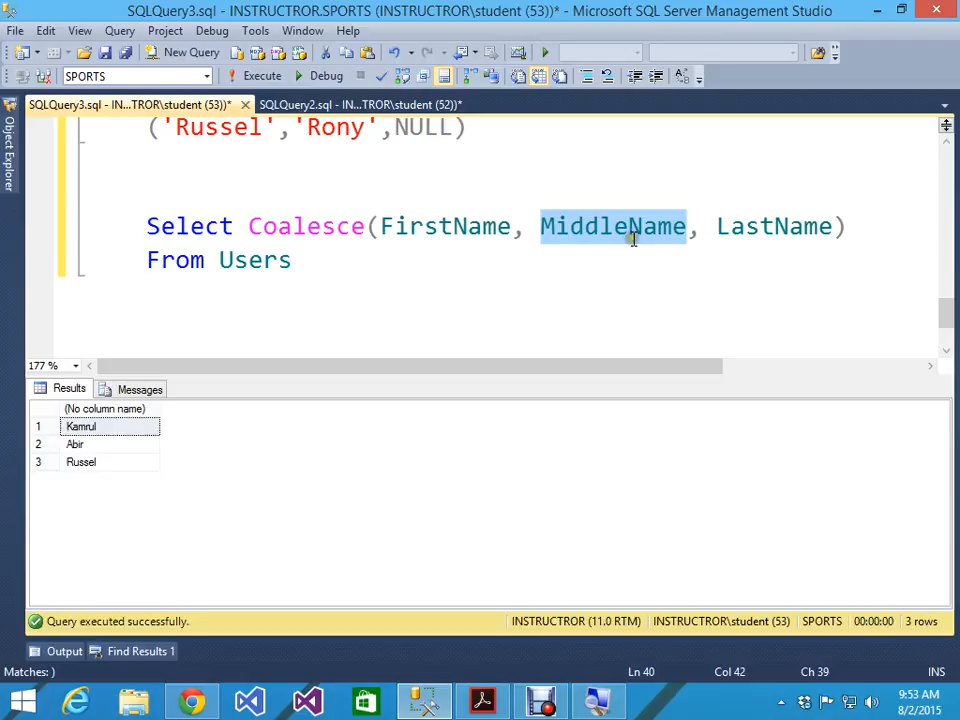 SQLQuery3.sql - INSTRUCTROR.SPORTS (INSTRUCTROR\student (53))* - Microsoft SQL Server Management Studio
File Edit View Query Project Debug Tools Window Help
New Query
SPORTS Execute Debug
SQLQuery3.sql - IN...TROR\student (53))* SQLQuery2.sql - IN...TROR\student (52))*
Object Explorer
('Russel','Rony',NULL)
Select Coalesce(FirstName, MiddleName, LastName)
From Users
177 %
Results Messages
(No column name)
1 Kamrul
2 Abir
3 Russel
Query executed successfully. INSTRUCTROR (11.0 RTM) INSTRUCTROR\student (53) SPORTS 00:00:00 3 rows
Output Find Results 1
Matches: ) Ln 40 Col 42 Ch 39 INS
9:53 AM
8/2/2015